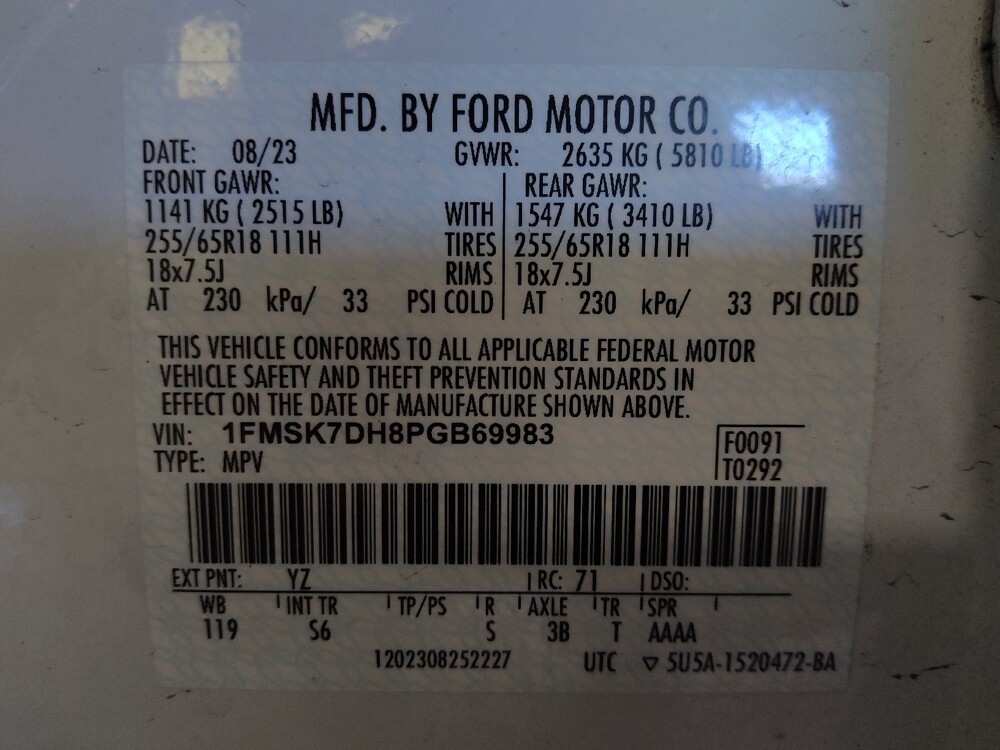 MFD. BY FORD MOTOR CO.
DATE: 08/23 GVWR: 2635 KG ( 5810 LB)
FRONT GAWR: REAR GAWR:
1141 KG ( 2515 LB) WITH 1547 KG ( 3410 LB) WITH
255/65R18 111H TIRES 255/65R18 111H TIRES
18x7.5J RIMS 18x7.5J RIMS
AT 230 kPa/ 33 PSI COLD AT 230 kPa/ 33 PSI COLD
THIS VEHICLE CONFORMS TO ALL APPLICABLE FEDERAL MOTOR
VEHICLE SAFETY AND THEFT PREVENTION STANDARDS IN
EFFECT ON THE DATE OF MANUFACTURE SHOWN ABOVE.
VIN: 1FMSK7DH8PGB69983 F0091
TYPE: MPV T0292
EXT PNT: YZ RC: 71 DSO:
WB INT TR TP/PS R AXLE TR SPR
119 S6 S 3B T AAAA
1202308252227 UTC ▽ 5U5A-1520472-BA